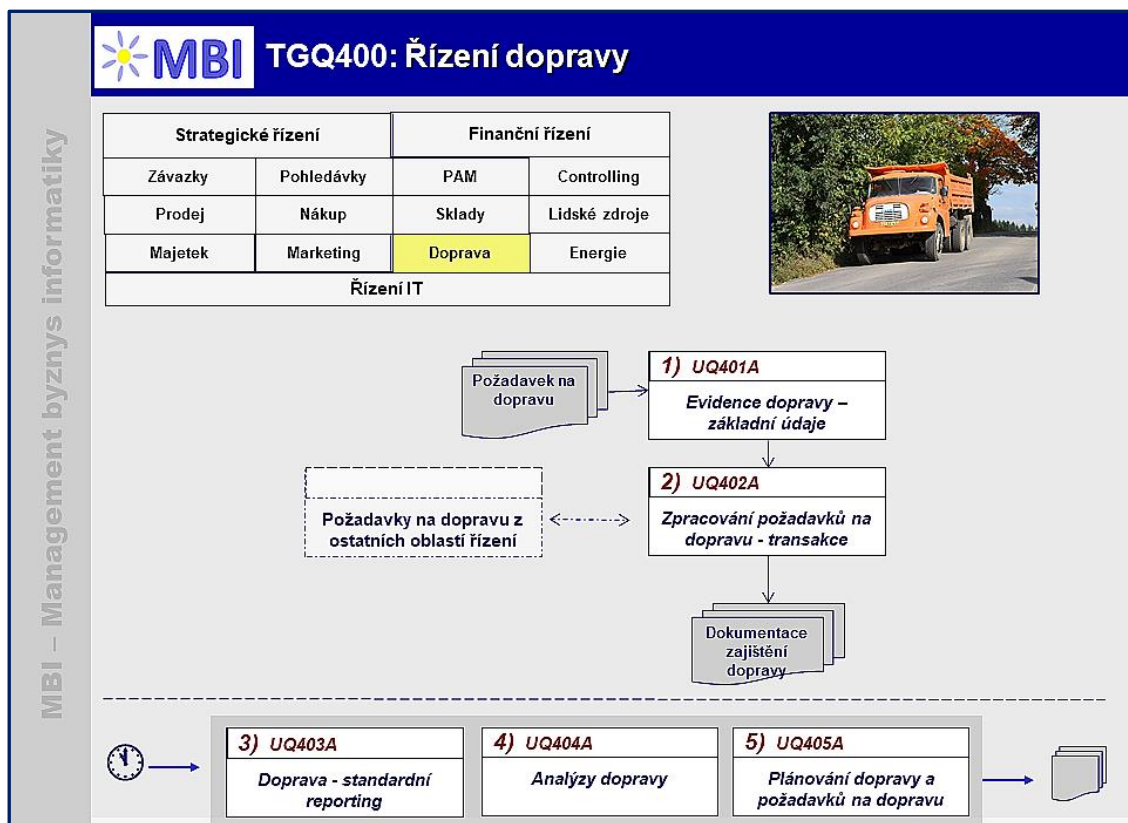 MBI – Management byznys informatiky
MBI
TGQ400: Řízení dopravy
Strategické řízení
Finanční řízení
Závazky
Pohledávky
PAM
Controlling
Prodej
Nákup
Sklady
Lidské zdroje
Majetek
Marketing
Doprava
Energie
Řízení IT
Požadavek na
dopravu
1) UQ401A
Evidence dopravy –
základní údaje
2) UQ402A
Zpracování požadavků na
dopravu - transakce
Požadavky na dopravu z
ostatních oblastí řízení
Dokumentace
zajištění
dopravy
3) UQ403A
Doprava - standardní
reporting
4) UQ404A
Analýzy dopravy
5) UQ405A
Plánování dopravy a
požadavků na dopravu